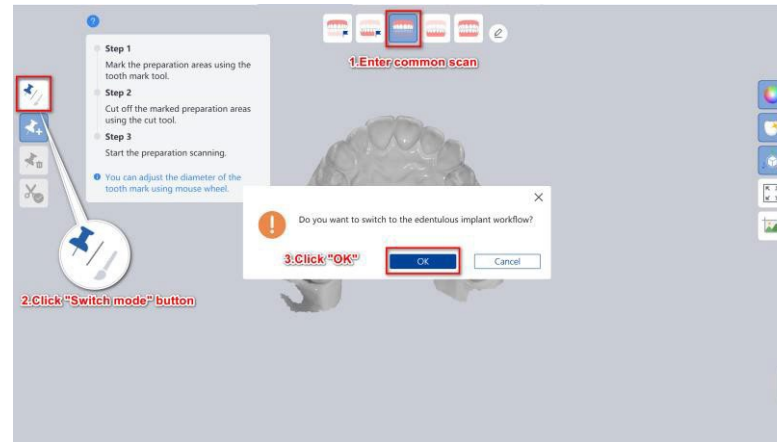 ?
Step 1
Mark the preparation areas using the
tooth mark tool.
Step 2
Cut off the marked preparation areas
using the cut tool.
Step 3
Start the preparation scanning.
You can adjust the diameter of the
tooth mark using mouse wheel.
1.Enter common scan
Do you want to switch to the edentulous implant workflow?
3.Click "OK"
OK
Cancel
2.Click "Switch mode" button